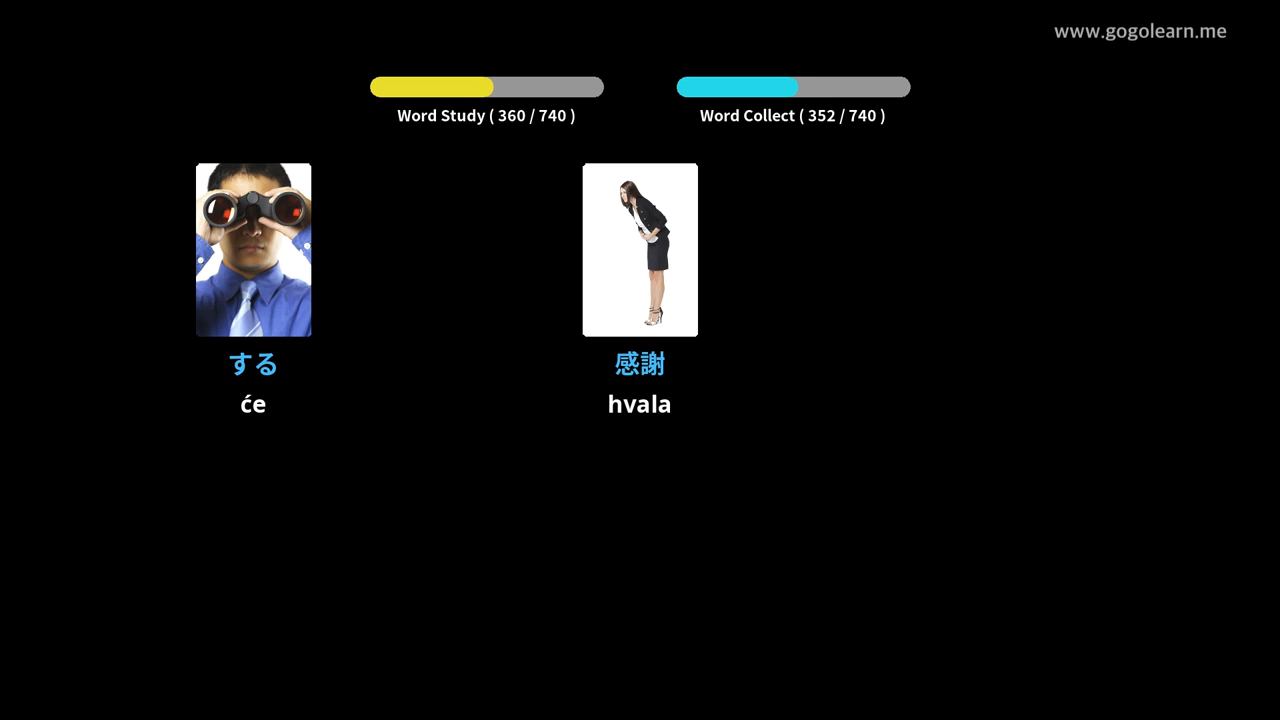 www.gogolearn.me
Word Study ( 360 / 740 )
Word Collect ( 352 / 740 )
する
感謝
će
hvala